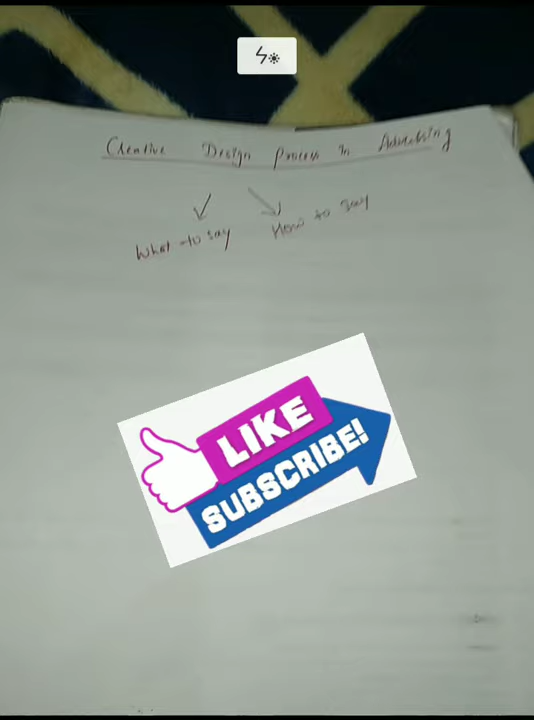 Creative Design Process In Advertising
What to say How to say
LIKE
SUBSCRIBE!